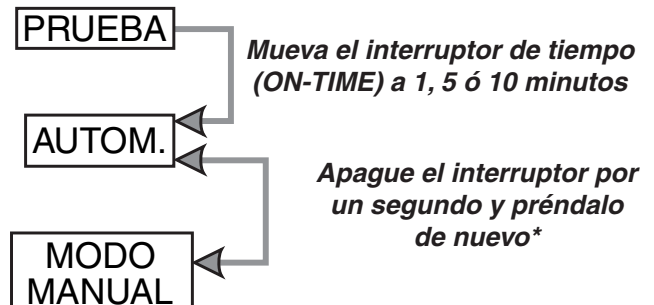 PRUEBA
Mueva el interruptor de tiempo
(ON-TIME) a 1, 5 ó 10 minutos
AUTOM.
Apague el interruptor por
un segundo y préndalo
de nuevo*
MODO
MANUAL